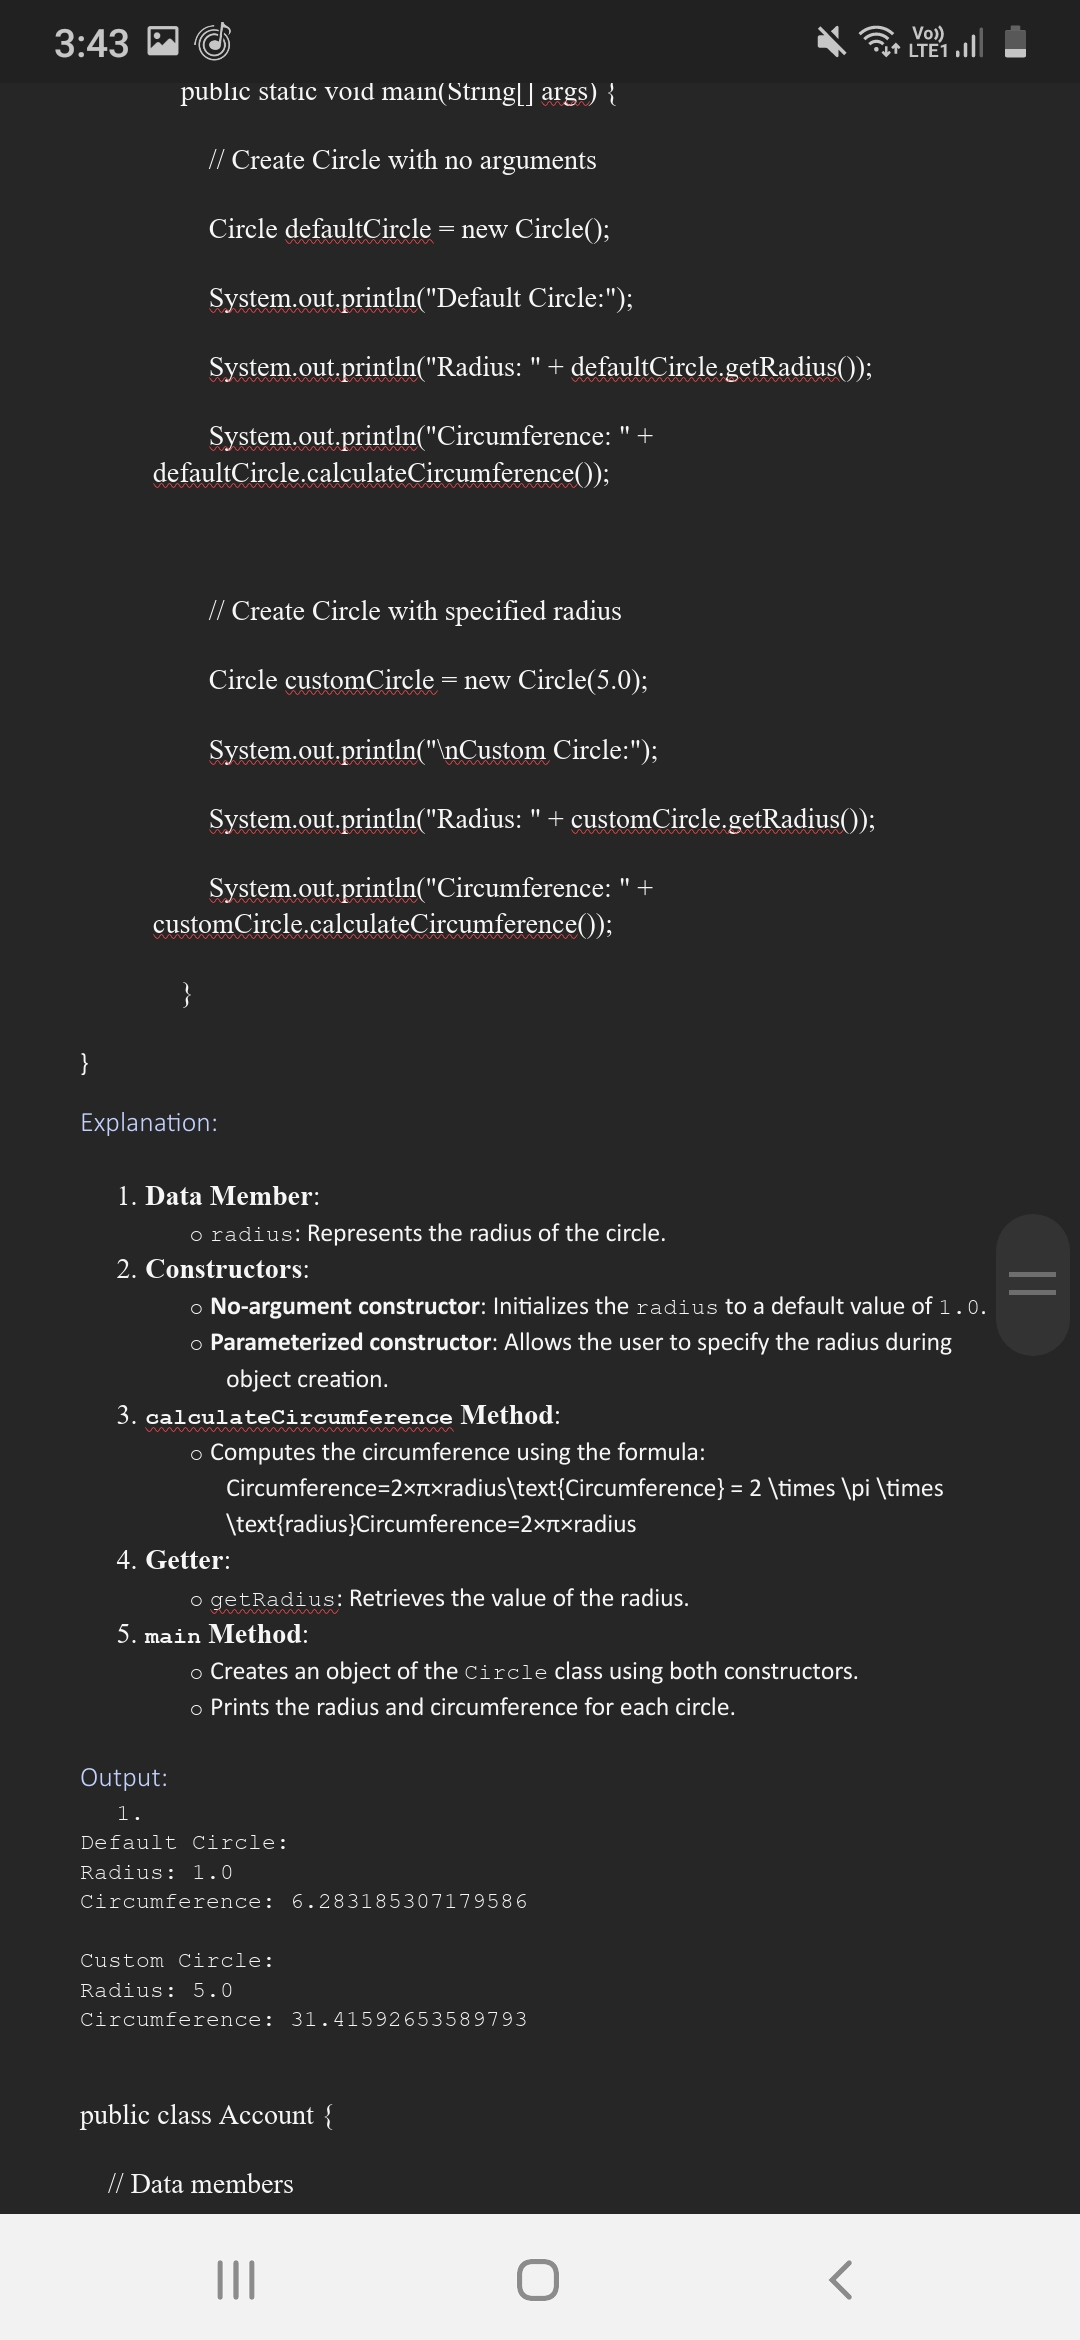 3:43
Vo))
LTE1
public static void main(String[] args) {
// Create Circle with no arguments
Circle defaultCircle = new Circle();
System.out.println("Default Circle:");
System.out.println("Radius: " + defaultCircle.getRadius());
System.out.println("Circumference: " +
defaultCircle.calculateCircumference());
// Create Circle with specified radius
Circle customCircle = new Circle(5.0);
System.out.println("\nCustom Circle:");
System.out.println("Radius: " + customCircle.getRadius());
System.out.println("Circumference: " +
customCircle.calculateCircumference());
}
}
Explanation:
1. Data Member:
o radius: Represents the radius of the circle.
2. Constructors:
o No-argument constructor: Initializes the radius to a default value of 1.0.
o Parameterized constructor: Allows the user to specify the radius during
object creation.
3. calculateCircumference Method:
o Computes the circumference using the formula:
Circumference=2×π×radius\text{Circumference} = 2 \times \pi \times
\text{radius}Circumference=2×π×radius
4. Getter:
o getRadius: Retrieves the value of the radius.
5. main Method:
o Creates an object of the Circle class using both constructors.
o Prints the radius and circumference for each circle.
Output:
1.
Default Circle:
Radius: 1.0
Circumference: 6.283185307179586
Custom Circle:
Radius: 5.0
Circumference: 31.41592653589793
public class Account {
// Data members